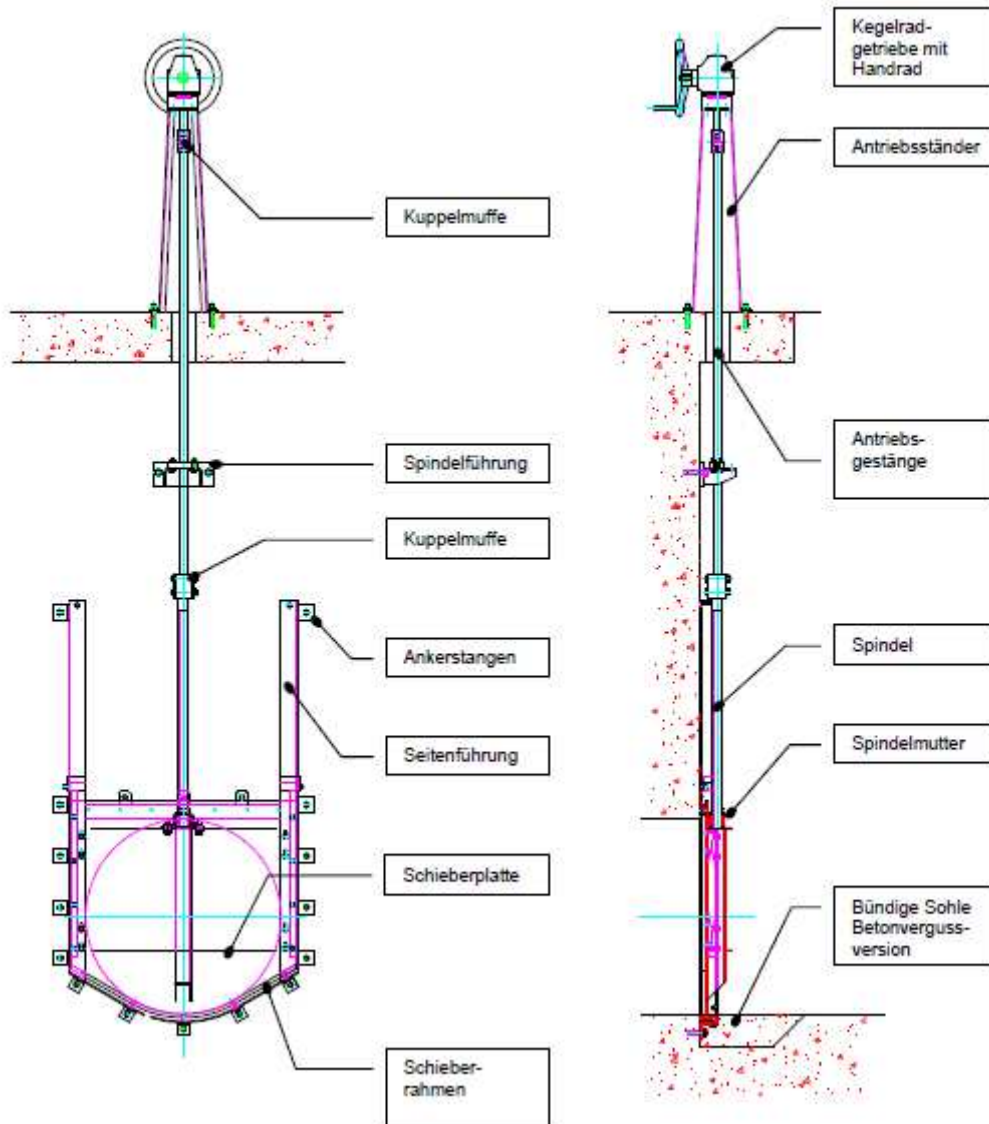 Kegelrad-
getriebe mit
Handrad
Antriebsständer
Kuppelmuffe
Antriebs-
gestänge
Spindelführung
Kuppelmuffe
Ankerstangen
Spindel
Seitenführung
Spindelmutter
Schieberplatte
Bündige Sohle
Betonverguss-
version
Schieber-
rahmen